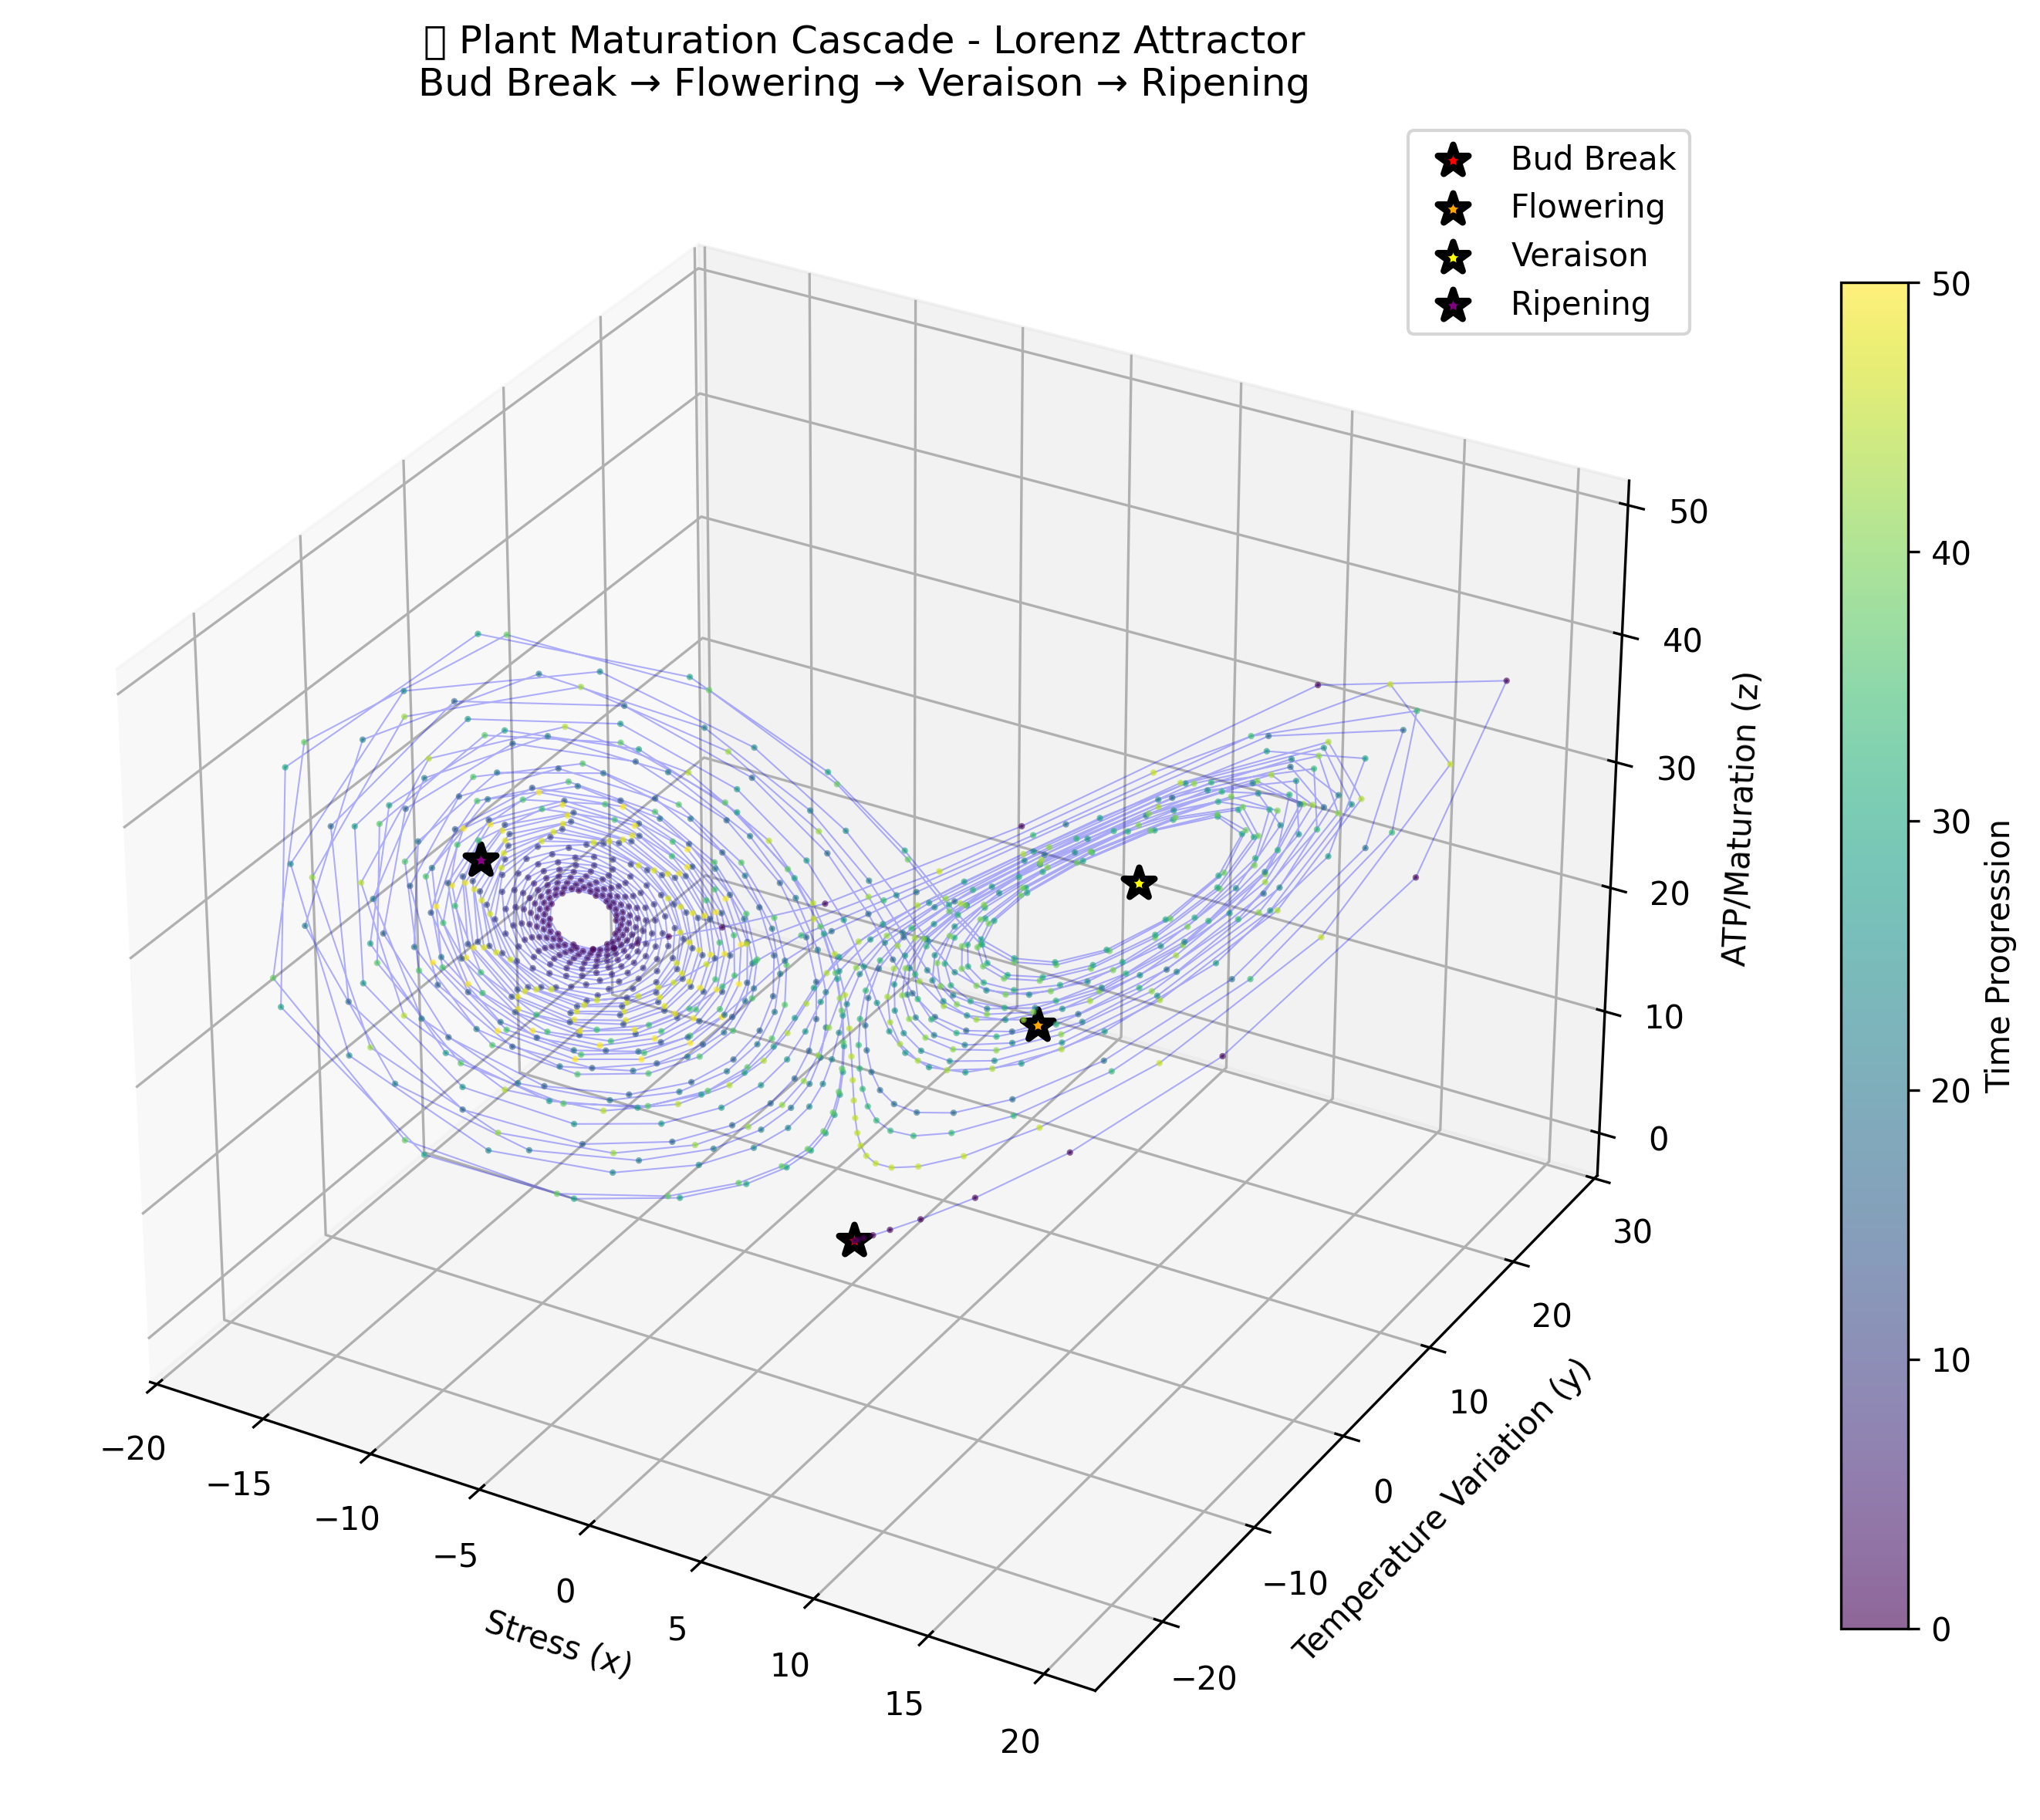 Plant Maturation Cascade - Lorenz Attractor
Bud Break → Flowering → Veraison → Ripening
Bud Break
Flowering
Veraison
Ripening
50
40
30
20
10
0
ATP/Maturation (z)
30
20
10
0
−10
−20
Temperature Variation (y)
−20
−15
−10
−5
0
5
10
15
20
Stress (x)
50
40
30
20
10
0
Time Progression